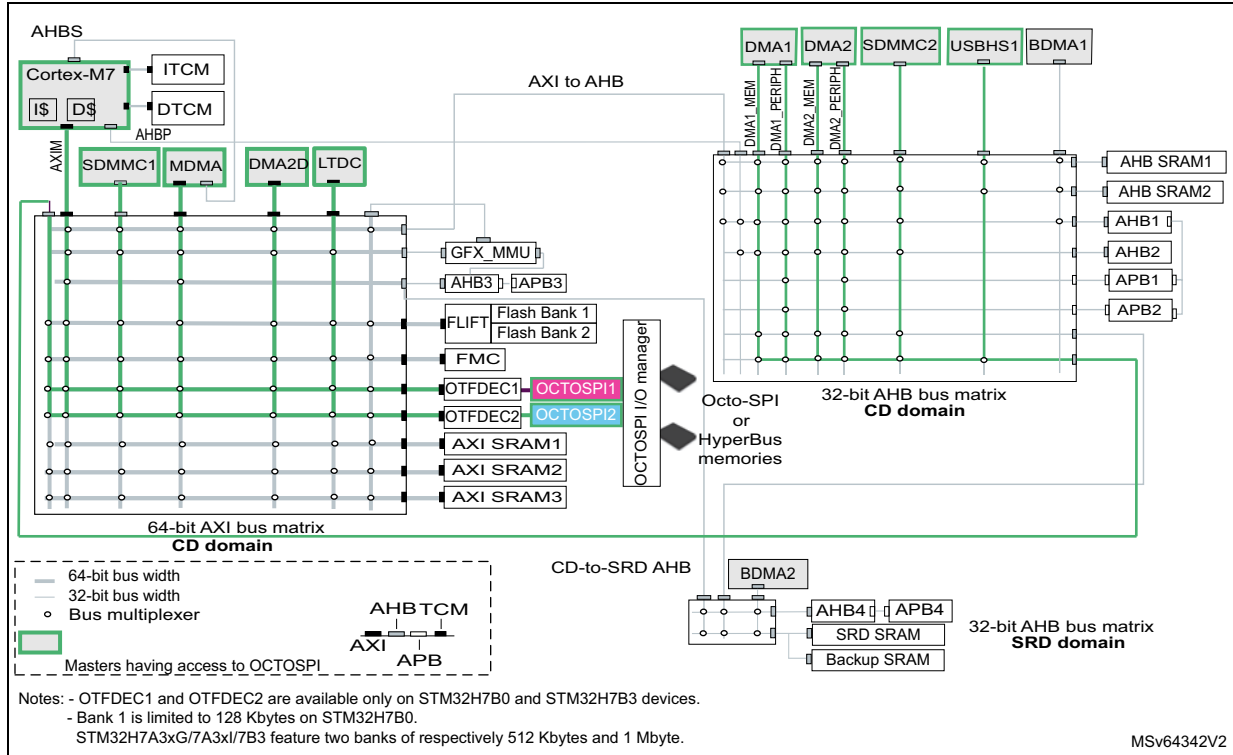 AHBS
Cortex-M7
I$ D$
ITCM
DTCM
AHBP
AXIM
SDMMC1
MDMA
DMA2D
LTDC
AXI to AHB
DMA1
DMA2
SDMMC2
USBHS1
BDMA1
DMA1_MEM
DMA1_PERIPH
DMA2_MEM
DMA2_PERIPH
AHB SRAM1
AHB SRAM2
AHB1
AHB2
APB1
APB2
32-bit AHB bus matrix
CD domain
GFX_MMU
AHB3
APB3
FLIFT
Flash Bank 1
Flash Bank 2
FMC
OTFDEC1
OCTOSPI1
OTFDEC2
OCTOSPI2
AXI SRAM1
AXI SRAM2
AXI SRAM3
OCTOSPI I/O manager
Octo-SPI
or
HyperBus
memories
64-bit AXI bus matrix
CD domain
CD-to-SRD AHB
BDMA2
AHB4
APB4
SRD SRAM
Backup SRAM
32-bit AHB bus matrix
SRD domain
64-bit bus width
32-bit bus width
Bus multiplexer
AHB TCM
AXI
APB
Masters having access to OCTOSPI
Notes: - OTFDEC1 and OTFDEC2 are available only on STM32H7B0 and STM32H7B3 devices.
- Bank 1 is limited to 128 Kbytes on STM32H7B0.
STM32H7A3xG/7A3xI/7B3 feature two banks of respectively 512 Kbytes and 1 Mbyte.
MSv64342V2